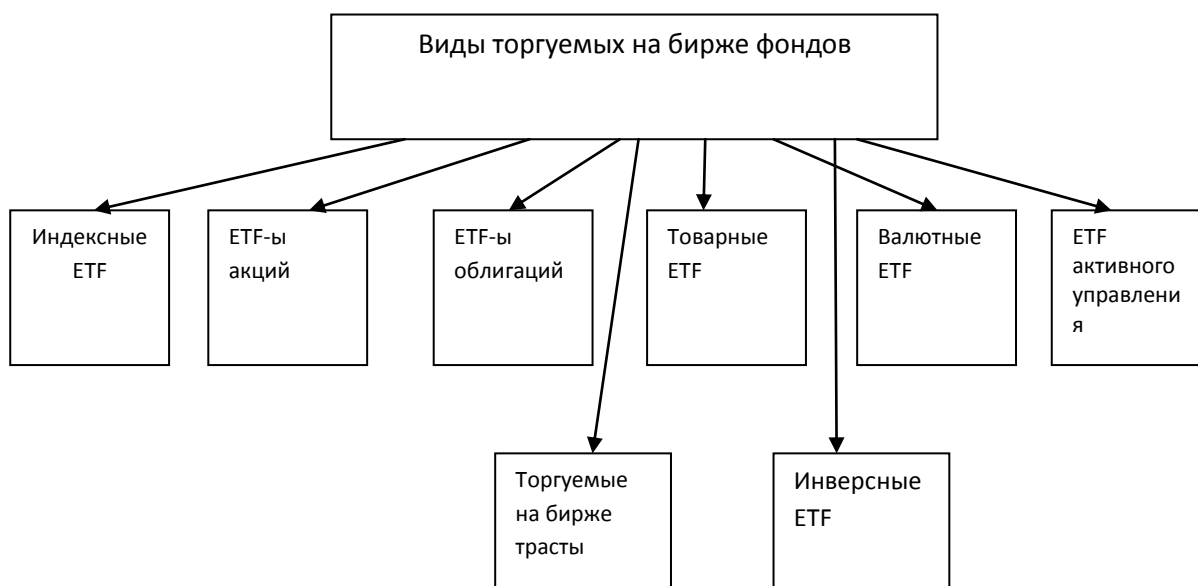 Виды торгуемых на бирже фондов
Индексные
ETF
ETF-ы
акций
ETF-ы
облигаций
Товарные
ETF
Валютные
ETF
ETF
активного
управлени
я
Торгуемые
на бирже
трасты
Инверсные
ETF